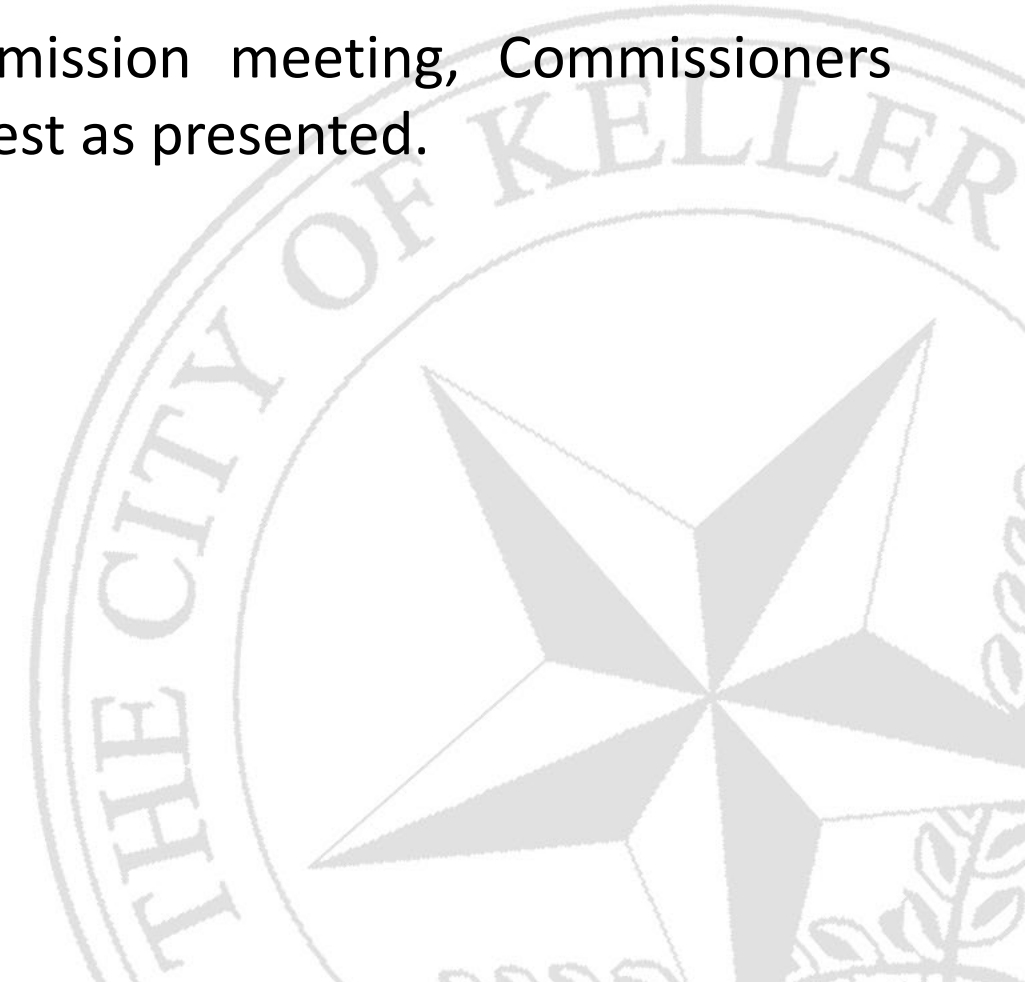 mission meeting, Commissioners
est as presented.
THE CITY OF KELLER